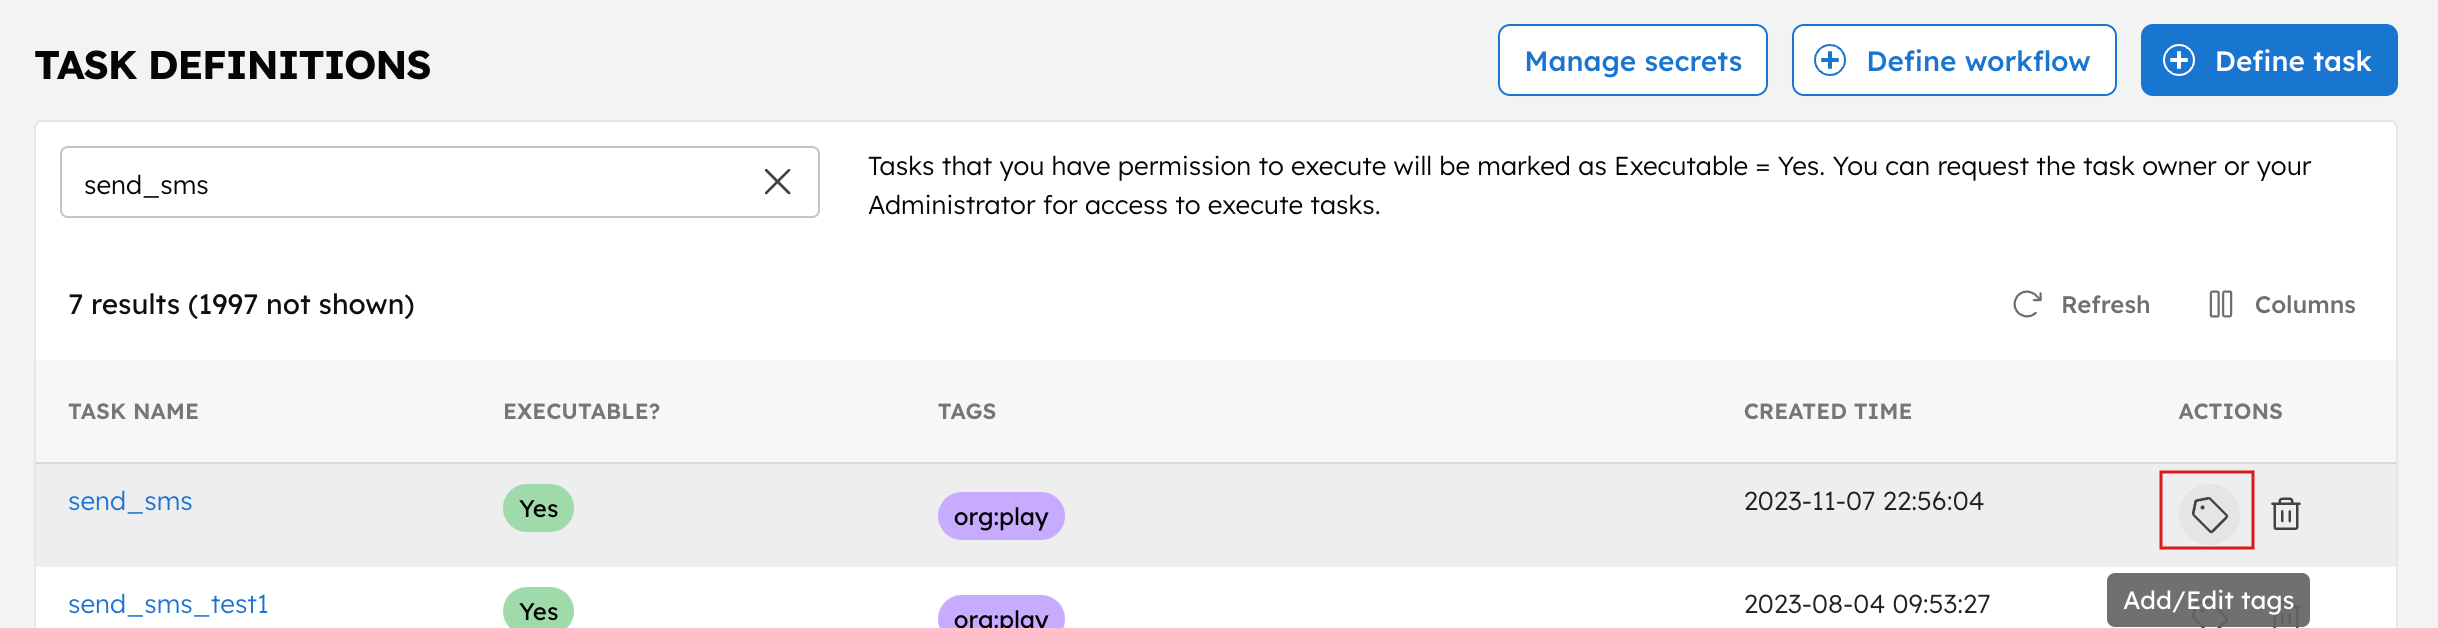 TASK DEFINITIONS
Manage secrets
Define workflow
Define task
send_sms
Tasks that you have permission to execute will be marked as Executable = Yes. You can request the task owner or your
Administrator for access to execute tasks.
7 results (1997 not shown)
Refresh
Columns
TASK NAME EXECUTABLE? TAGS CREATED TIME ACTIONS
send_sms Yes org:play 2023-11-07 22:56:04
send_sms_test1 Yes org:play 2023-08-04 09:53:27
Add/Edit tags